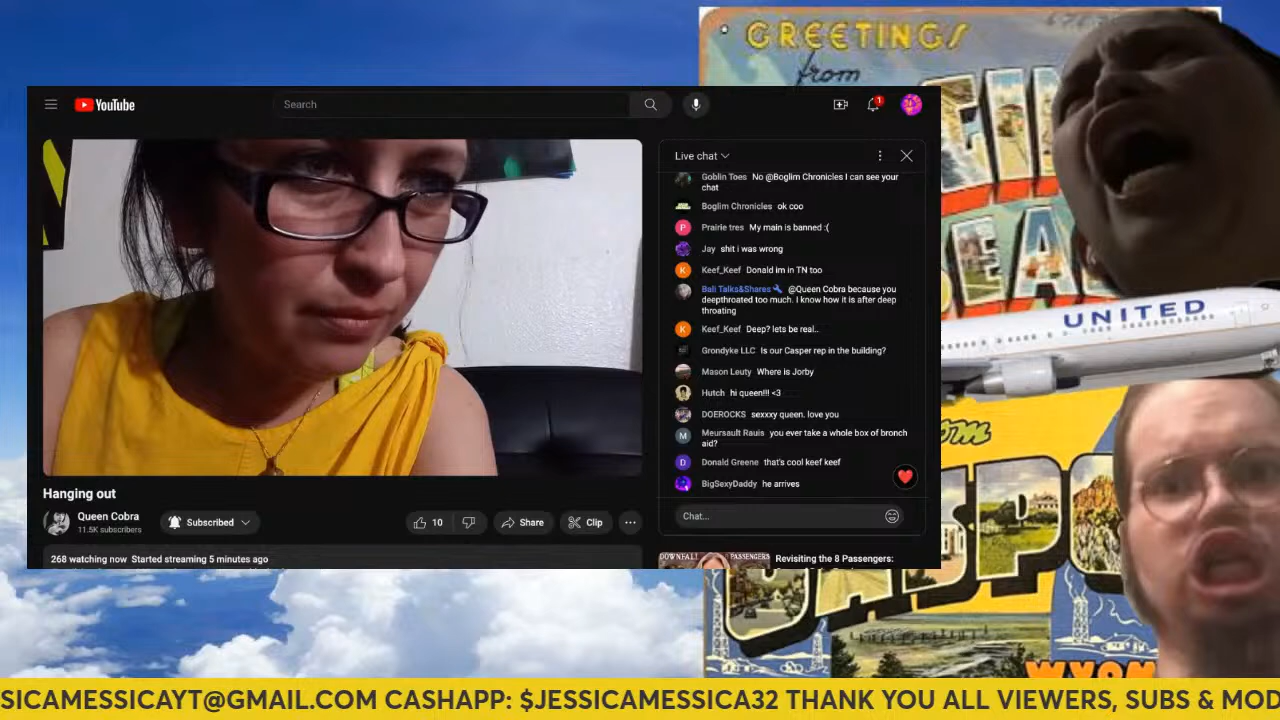 GREETINGS
from
YouTube
Search
1
Live chat
Goblin Toes No @Boglim Chronicles I can see your
chat
Boglim Chronicles ok coo
P Prairie tres My main is banned :(
Jay shit i was wrong
K Keef_Keef Donald im in TN too
Bali Talks&Shares @Queen Cobra because you
deepthroated too much. I know how it is after deep
throating
K Keef_Keef Deep? lets be real..
Grondyke LLC Is our Casper rep in the building?
Mason Leuty Where is Jorby
Hutch hi queen!!! <3
DOEROCKS sexxxy queen. love you
M Meursault Rauis you ever take a whole box of bronch
aid?
D Donald Greene that's cool keef keef
BigSexyDaddy he arrives
Chat...
UNITED
Hanging out
Queen Cobra
11.5K subscribers
Subscribed
10
Share
Clip
268 watching now Started streaming 5 minutes ago
DOWNFALL
PASSENGERS
Revisiting the 8 Passengers:
SICAMESSICAYT@GMAIL.COM CASHAPP: $JESSICAMESSICA32 THANK YOU ALL VIEWERS, SUBS & MOD